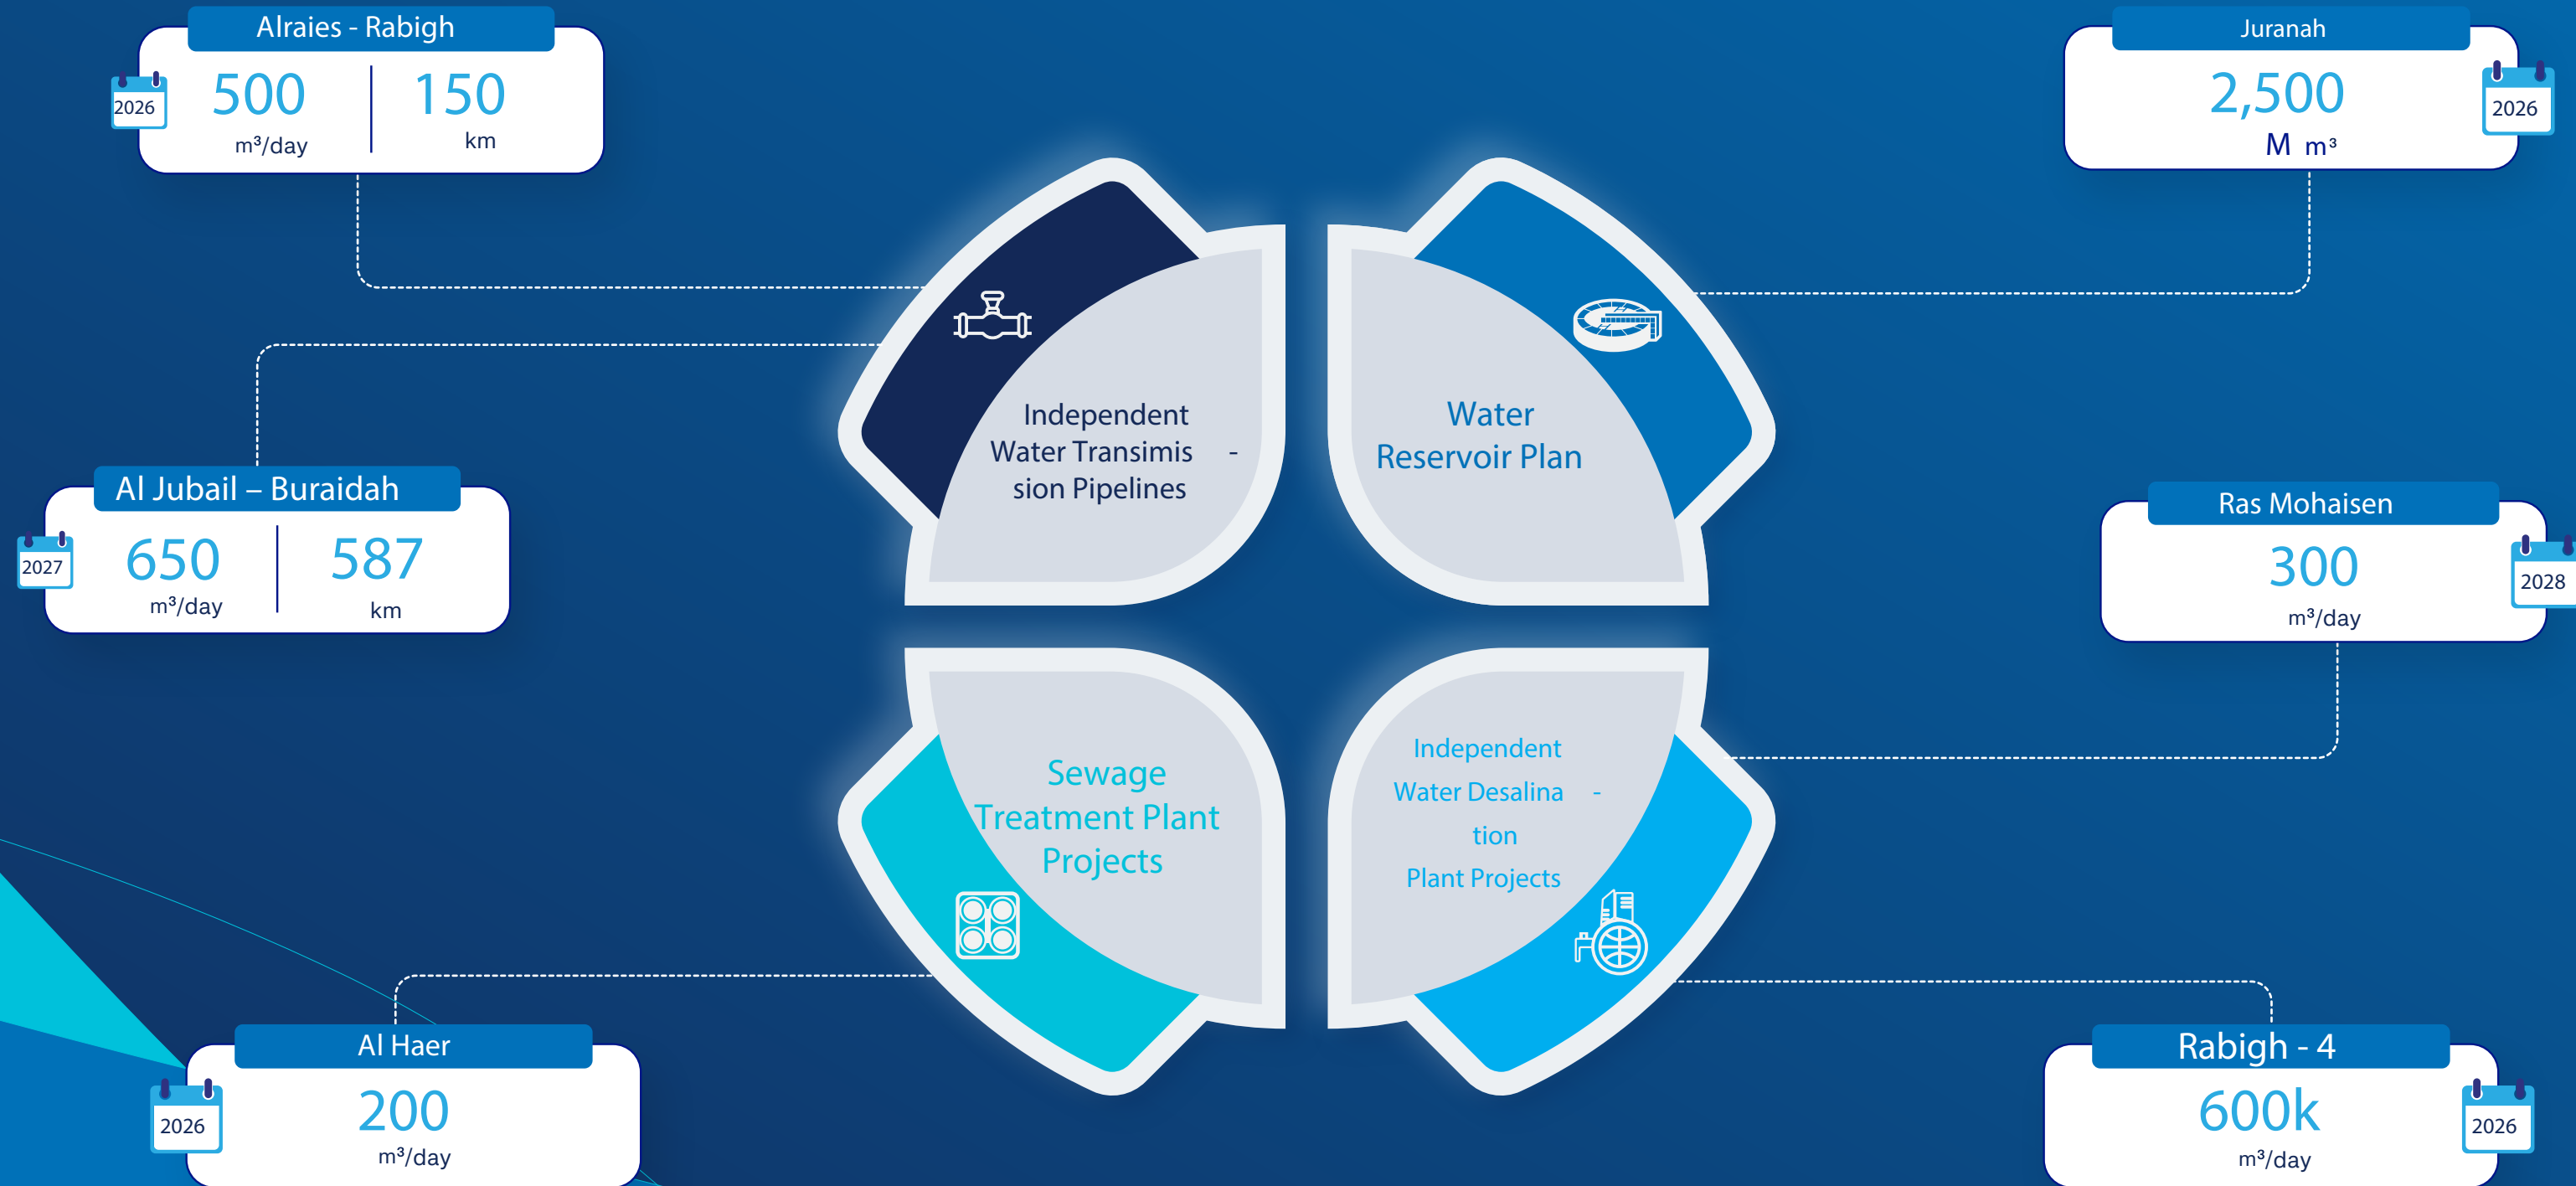 Alraies - Rabigh
2026
500
m³/day
150
km
Al Jubail – Buraidah
2027
650
m³/day
587
km
Al Haer
2026
200
m³/day
Independent
Water Transimis -
sion Pipelines
Water
Reservoir Plan
Sewage
Treatment Plant
Projects
Independent
Water Desalina -
tion
Plant Projects
Juranah
2,500
M m³
2026
Ras Mohaisen
300
m³/day
2028
Rabigh - 4
600k
m³/day
2026